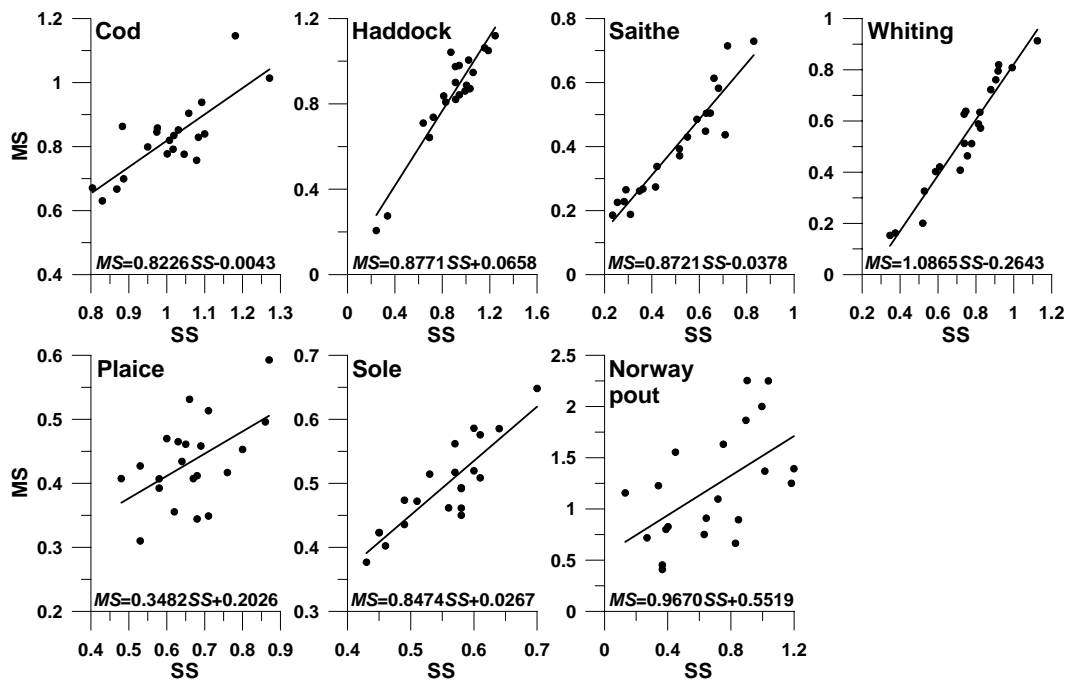 Cod
Haddock
Saithe
Whiting
MS
1.2
1
0.8
0.6
0.4
1.2
0.8
0.4
0
0.8
0.6
0.4
0.2
0
1
0.8
0.6
0.4
0.2
0
MS=0.8226SS-0.0043
MS=0.8771SS+0.0658
MS=0.8721SS-0.0378
MS=1.0865SS-0.2643
0.8 0.9 1 1.1 1.2 1.3
0 0.4 0.8 1.2 1.6
0.2 0.4 0.6 0.8 1
0.2 0.4 0.6 0.8 1 1.2
SS
SS
SS
SS
Plaice
Sole
Norway
pout
MS
0.6
0.5
0.4
0.3
0.2
0.7
0.6
0.5
0.4
0.3
2.5
2
1.5
1
0.5
0
MS=0.3482SS+0.2026
MS=0.8474SS+0.0267
MS=0.9670SS+0.5519
0.4 0.5 0.6 0.7 0.8 0.9
0.4 0.5 0.6 0.7
0 0.4 0.8 1.2
SS
SS
SS